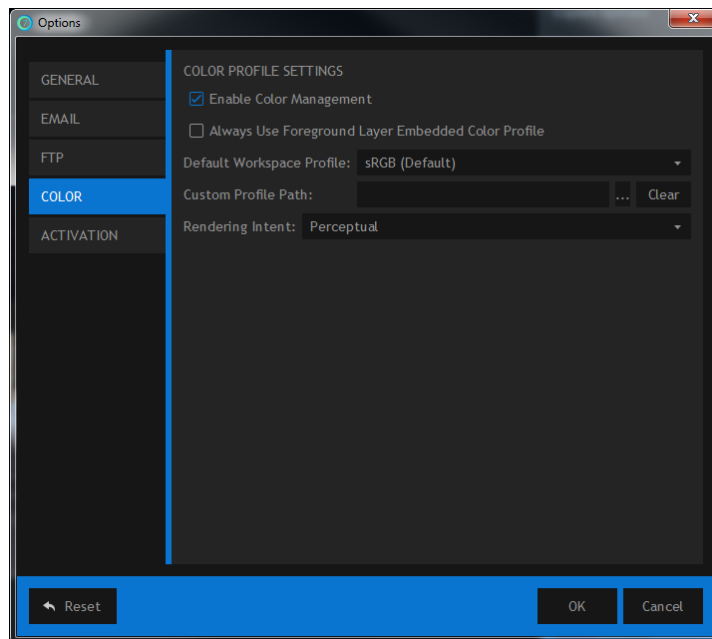 Options
x
GENERAL
EMAIL
FTP
COLOR
ACTIVATION
COLOR PROFILE SETTINGS
Enable Color Management
Always Use Foreground Layer Embedded Color Profile
Default Workspace Profile: sRGB (Default)
Custom Profile Path: ... Clear
Rendering Intent: Perceptual
Reset OK Cancel